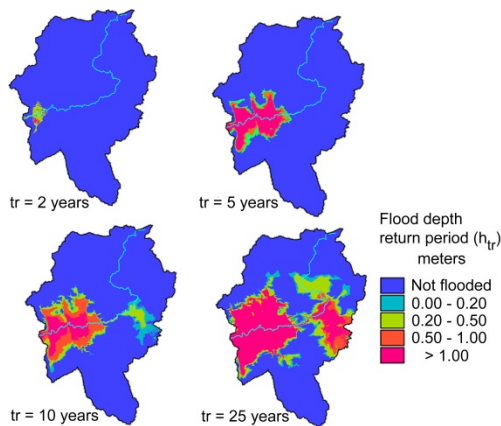 tr = 2 years
tr = 5 years
tr = 10 years
tr = 25 years
Flood depth
return period (h_tr)
meters
Not flooded
0.00 - 0.20
0.20 - 0.50
0.50 - 1.00
> 1.00